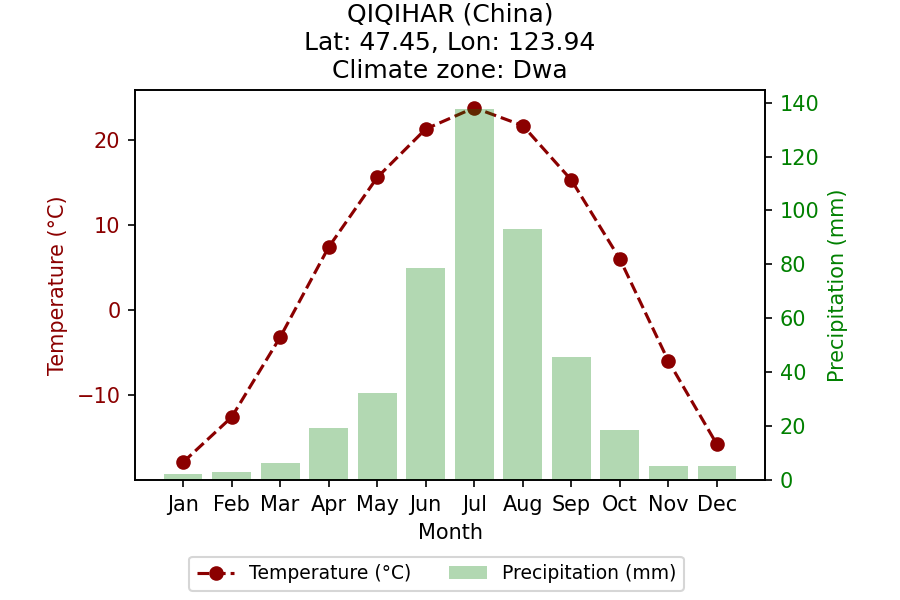 QIQIHAR (China)
Lat: 47.45, Lon: 123.94
Climate zone: Dwa
20
10
0
−10
Temperature (°C)
140
120
100
80
60
40
20
0
Precipitation (mm)
Jan Feb Mar Apr May Jun Jul Aug Sep Oct Nov Dec
Month
Temperature (°C) Precipitation (mm)